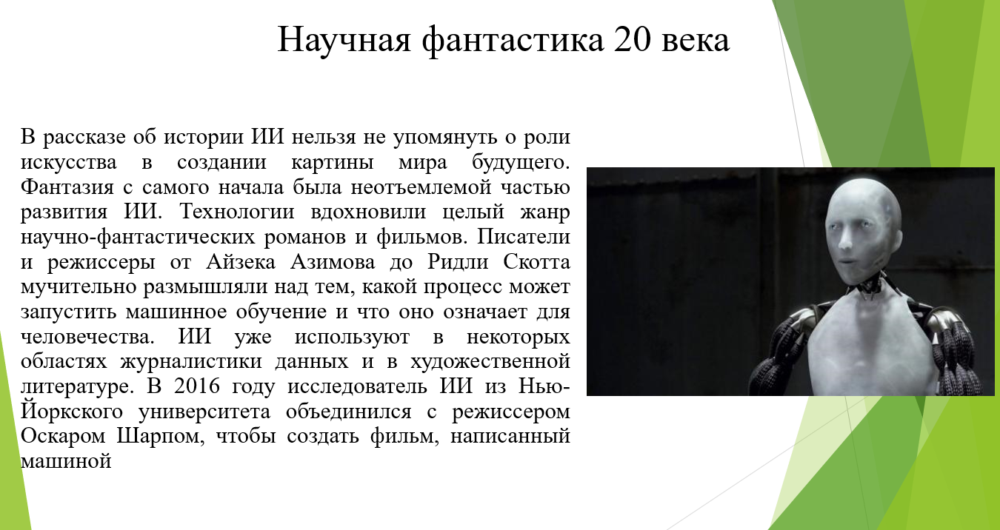 Научная фантастика 20 века
В рассказе об истории ИИ нельзя не упомянуть о роли
искусства в создании картины мира будущего.
Фантазия с самого начала была неотъемлемой частью
развития ИИ. Технологии вдохновили целый жанр
научно-фантастических романов и фильмов. Писатели
и режиссеры от Айзека Азимова до Ридли Скотта
мучительно размышляли над тем, какой процесс может
запустить машинное обучение и что оно означает для
человечества. ИИ уже используют в некоторых
областях журналистики данных и в художественной
литературе. В 2016 году исследователь ИИ из Нью-
Йоркского университета объединился с режиссером
Оскаром Шарпом, чтобы создать фильм, написанный
машиной